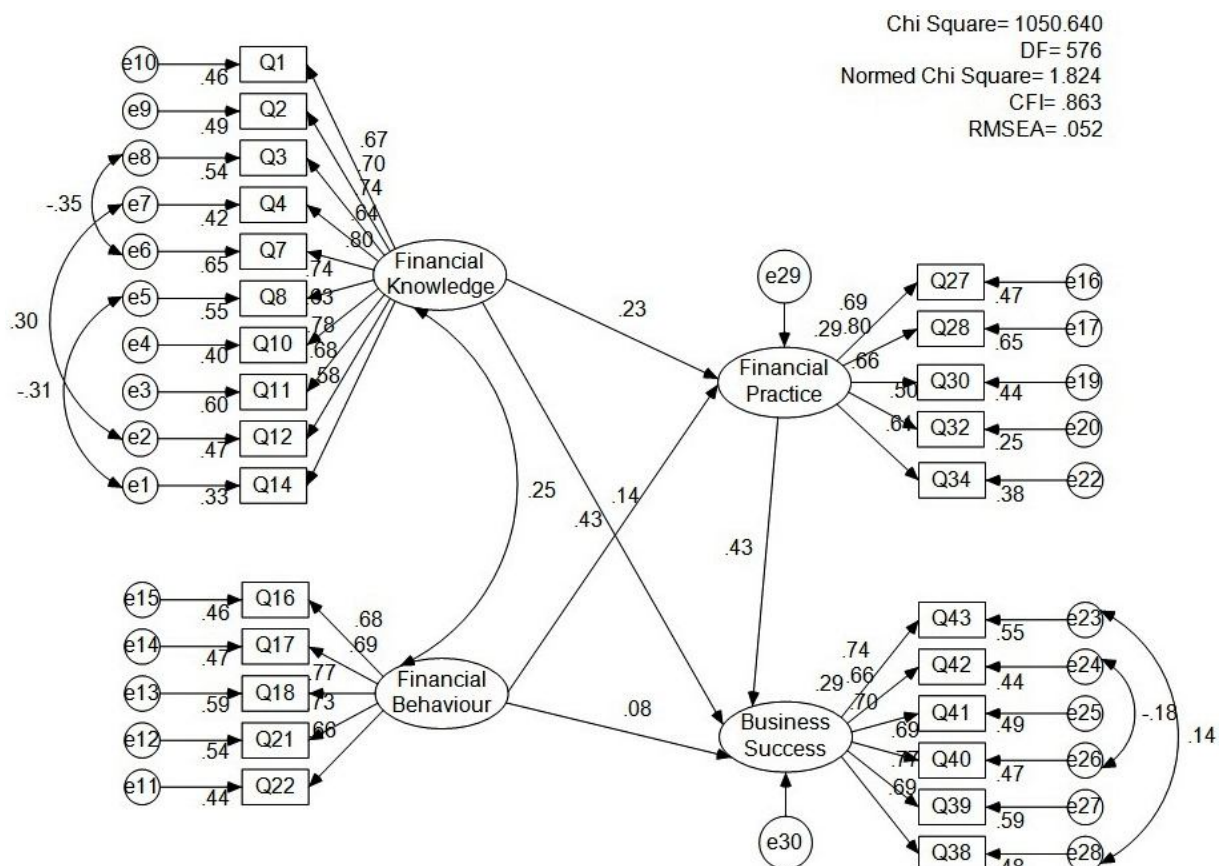 Chi Square= 1050.640
DF= 576
Normed Chi Square= 1.824
CFI= .863
RMSEA= .052
e10 .46 Q1
e9 .49 Q2
e8 .54 Q3
e7 .42 Q4
e6 .65 Q7
e5 .55 Q8
e4 .40 Q10
e3 .60 Q11
e2 .47 Q12
e1 .33 Q14
-.35
.30
-.31
.67
.70
.74
.64
.80
.74
.63
.78
.68
.58
Financial
Knowledge
.23
.25
.43
.14
.43
.08
e29
.29
Financial
Practice
.69
.80
.66
.50
.61
Q27 .47 e16
Q28 .65 e17
Q30 .44 e19
Q32 .25 e20
Q34 .38 e22
e15 .46 Q16
e14 .47 Q17
e13 .59 Q18
e12 .54 Q21
e11 .44 Q22
.68
.69
.77
.73
.66
Financial
Behaviour
.29
Business
Success
e30
.74
.66
.70
.69
.77
.69
Q43 .55 e23
Q42 .44 e24
Q41 .49 e25
Q40 .47 e26
Q39 .59 e27
Q38 .48 e28
-.18
.14